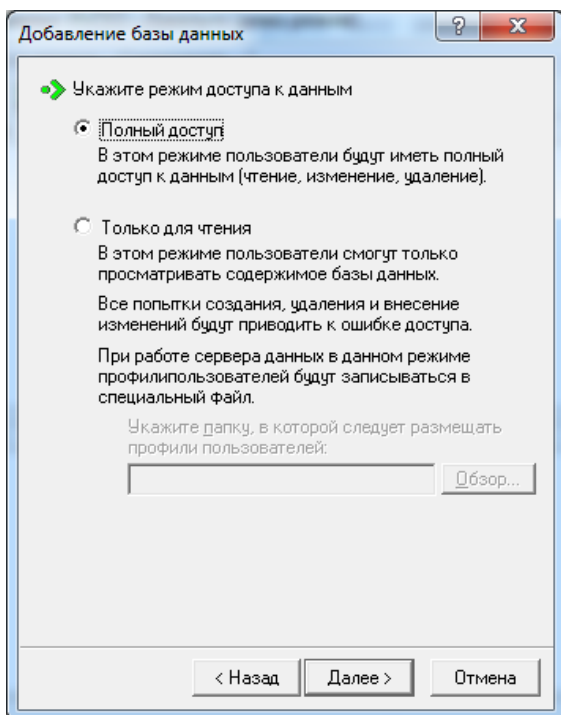 Добавление базы данных
Укажите режим доступа к данным
Полный доступ
В этом режиме пользователи будут иметь полный
доступ к данным (чтение, изменение, удаление).
Только для чтения
В этом режиме пользователи смогут только
просматривать содержимое базы данных.
Все попытки создания, удаления и внесение
изменений будут приводить к ошибке доступа.
При работе сервера данных в данном режиме
профилипользователей будут записываться в
специальный файл.
Укажите папку, в которой следует размещать
профили пользователей:
Обзор...
< Назад
Далее >
Отмена